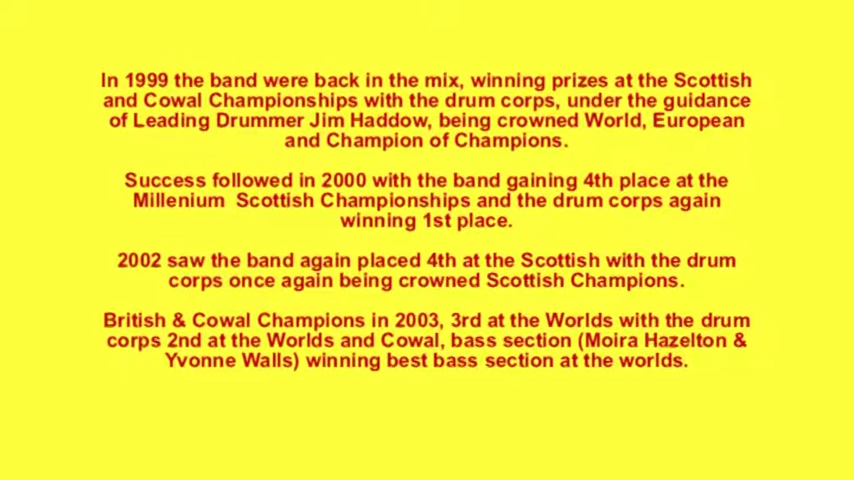 In 1999 the band were back in the mix, winning prizes at the Scottish
and Cowal Championships with the drum corps, under the guidance
of Leading Drummer Jim Haddow, being crowned World, European
and Champion of Champions.
Success followed in 2000 with the band gaining 4th place at the
Millenium  Scottish Championships and the drum corps again
winning 1st place.
2002 saw the band again placed 4th at the Scottish with the drum
corps once again being crowned Scottish Champions.
British & Cowal Champions in 2003, 3rd at the Worlds with the drum
corps 2nd at the Worlds and Cowal, bass section (Moira Hazelton &
Yvonne Walls) winning best bass section at the worlds.